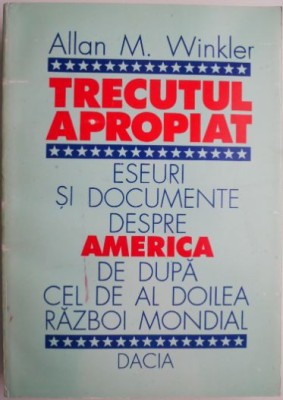 Allan M. Winkler
TRECUTUL
APROPIAT
ESEURI
ȘI DOCUMENTE
DESPRE
AMERICA
DE DUPĂ
CEL DE AL DOILEA
RĂZBOI MONDIAL
DACIA